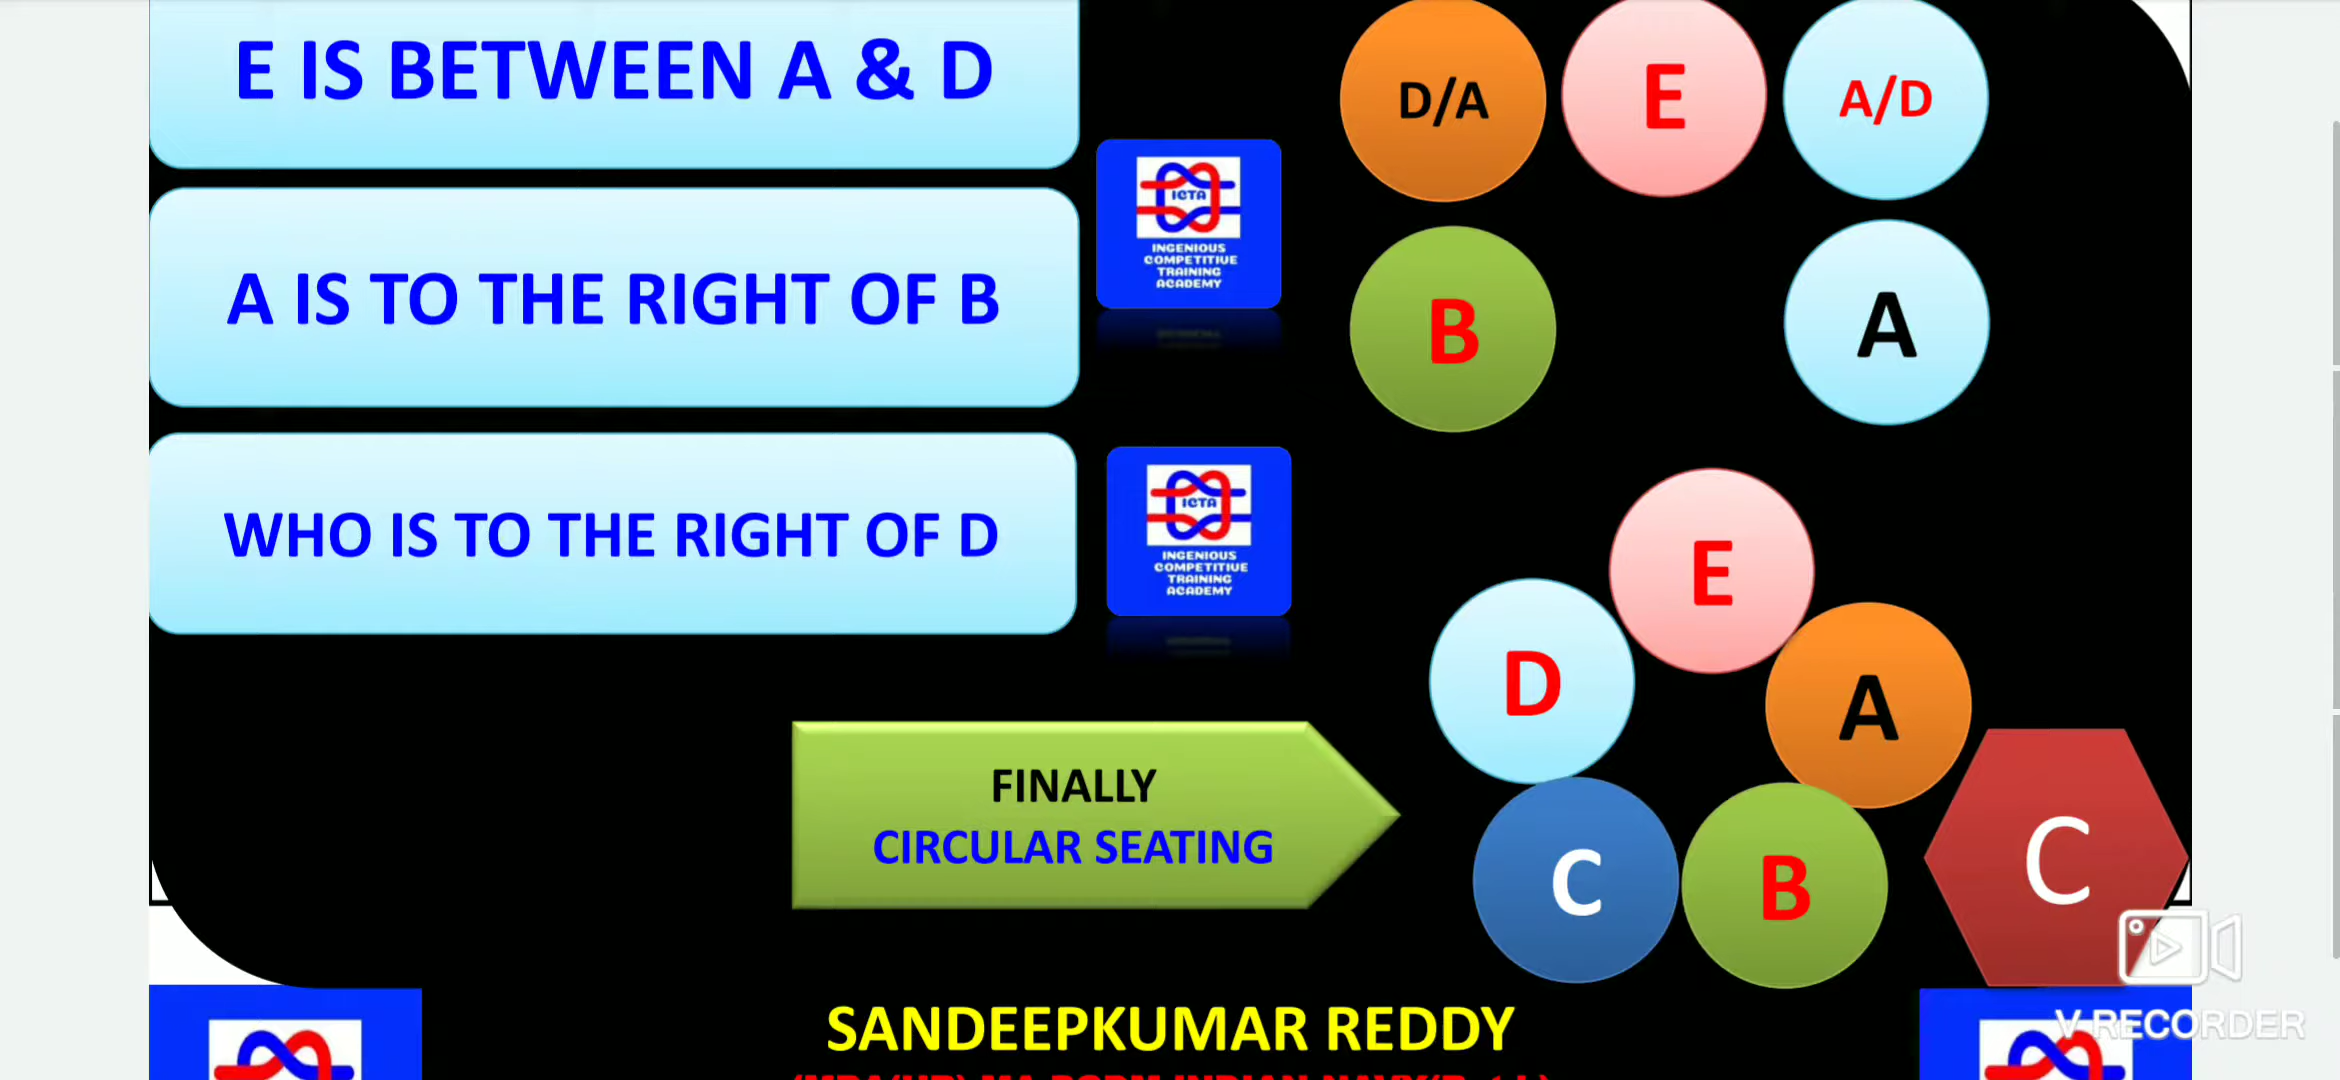 E IS BETWEEN A & D
D/A
E
A/D
ICTA
INGENIOUS
COMPETITIVE
TRAINING
ACADEMY
A IS TO THE RIGHT OF B
B
A
WHO IS TO THE RIGHT OF D
ICTA
INGENIOUS
COMPETITIVE
TRAINING
ACADEMY
E
D
A
FINALLY
CIRCULAR SEATING
C
B
C
SANDEEPKUMAR REDDY
V RECORDER